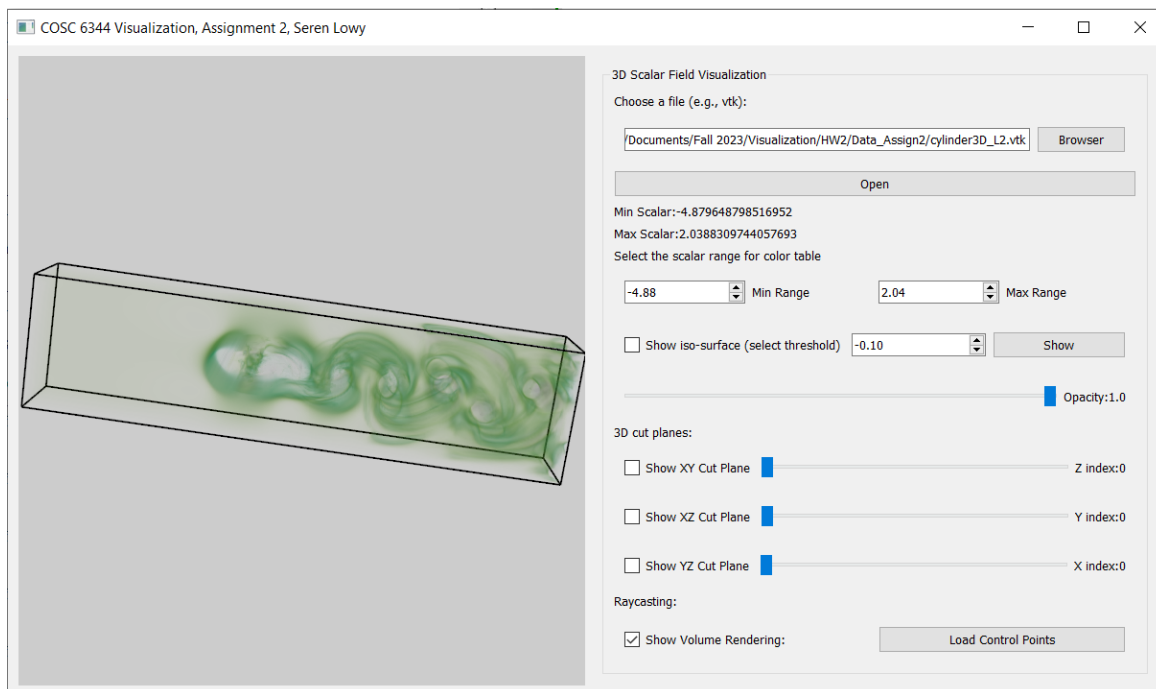 COSC 6344 Visualization, Assignment 2, Seren Lowy
3D Scalar Field Visualization
Choose a file (e.g., vtk):
/Documents/Fall 2023/Visualization/HW2/Data_Assign2/cylinder3D_L2.vtk Browser
Open
Min Scalar:-4.879648798516952
Max Scalar:2.0388309744057693
Select the scalar range for color table
-4.88 Min Range 2.04 Max Range
Show iso-surface (select threshold) -0.10 Show
Opacity:1.0
3D cut planes:
Show XY Cut Plane Z index:0
Show XZ Cut Plane Y index:0
Show YZ Cut Plane X index:0
Raycasting:
Show Volume Rendering: Load Control Points